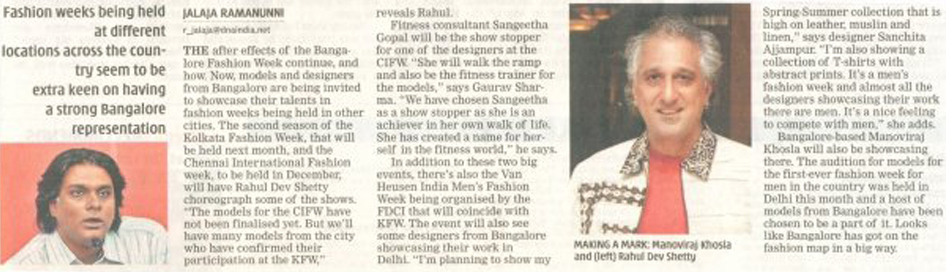 Fashion weeks being held
at different
locations across the coun-
try seem to be
extra keen on having
a strong Bangalore
representation
JALAJA RAMANUNNI
r_jalaja@dnaindia.net
THE after effects of the Banga-
lore Fashion Week continue, and
how. Now, models and designers
from Bangalore are being invited
to showcase their talents in
fashion weeks being held in other
cities. The second season of the
Kolkata Fashion Week, that will
be held next month, and the
Chennai International Fashion
week, to be held in December,
will have Rahul Dev Shetty
choreograph some of the shows.
"The models for the CIFW have
not been finalised yet. But we'll
have many models from the city
who have confirmed their
participation at the KFW,"
reveals Rahul.
Fitness consultant Sangeetha
Gopal will be the show stopper
for one of the designers at the
CIFW. "She will walk the ramp
and also be the fitness trainer for
the models," says Gaurav Shar-
ma. "We have chosen Sangeetha
as a show stopper as she is an
achiever in her own walk of life.
She has created a name for her-
self in the fitness world," he says.
In addition to these two big
events, there's also the Van
Heusen India Men's Fashion
Week being organised by the
FDCI that will coincide with
KFW. The event will also see
some designers from Bangalore
showcasing their work in
Delhi. "I'm planning to show my
MAKING A MARK: Manoviraj Khosla
and (left) Rahul Dev Shetty
Spring-Summer collection that is
high on leather, muslin and
linen," says designer Sanchita
Ajjampur. "I'm also showing a
collection of T-shirts with
abstract prints. It's a men's
fashion week and almost all the
designers showcasing their work
there are men. It's a nice feeling
to compete with men," she adds.
Bangalore-based Manoviraj
Khosla will also be showcasing
there. The audition for models for
the first-ever fashion week for
men in the country was held in
Delhi this month and a host of
models from Bangalore have been
chosen to be a part of it. Looks
like Bangalore has got on the
fashion map in a big way.